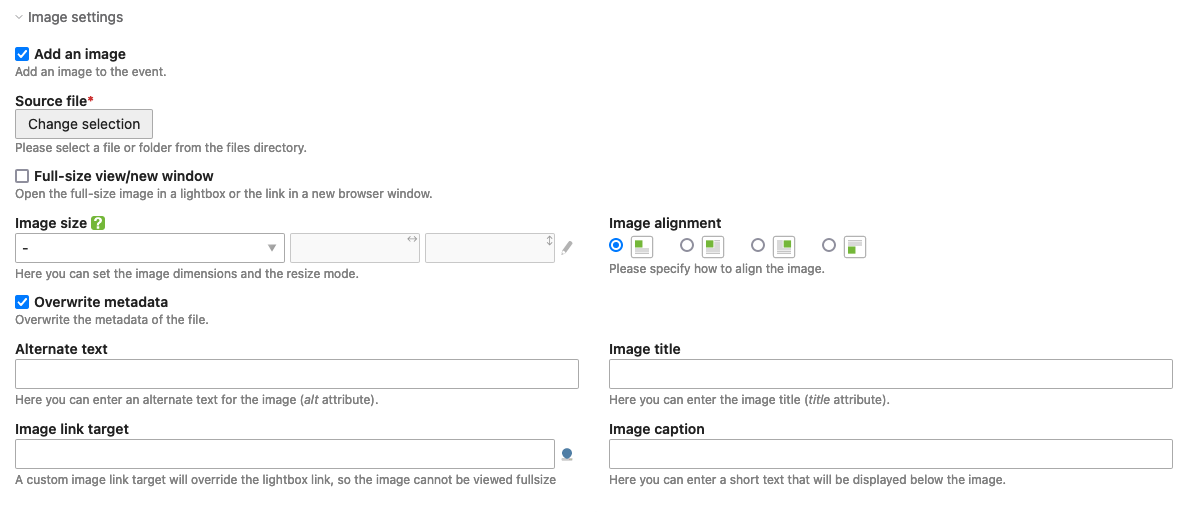 Image settings
Add an image
Add an image to the event.
Source file*
Change selection
Please select a file or folder from the files directory.
Full-size view/new window
Open the full-size image in a lightbox or the link in a new browser window.
Image size ?
-
Here you can set the image dimensions and the resize mode.
Image alignment
Please specify how to align the image.
Overwrite metadata
Overwrite the metadata of the file.
Alternate text
Here you can enter an alternate text for the image (alt attribute).
Image title
Here you can enter the image title (title attribute).
Image link target
A custom image link target will override the lightbox link, so the image cannot be viewed fullsize
Image caption
Here you can enter a short text that will be displayed below the image.